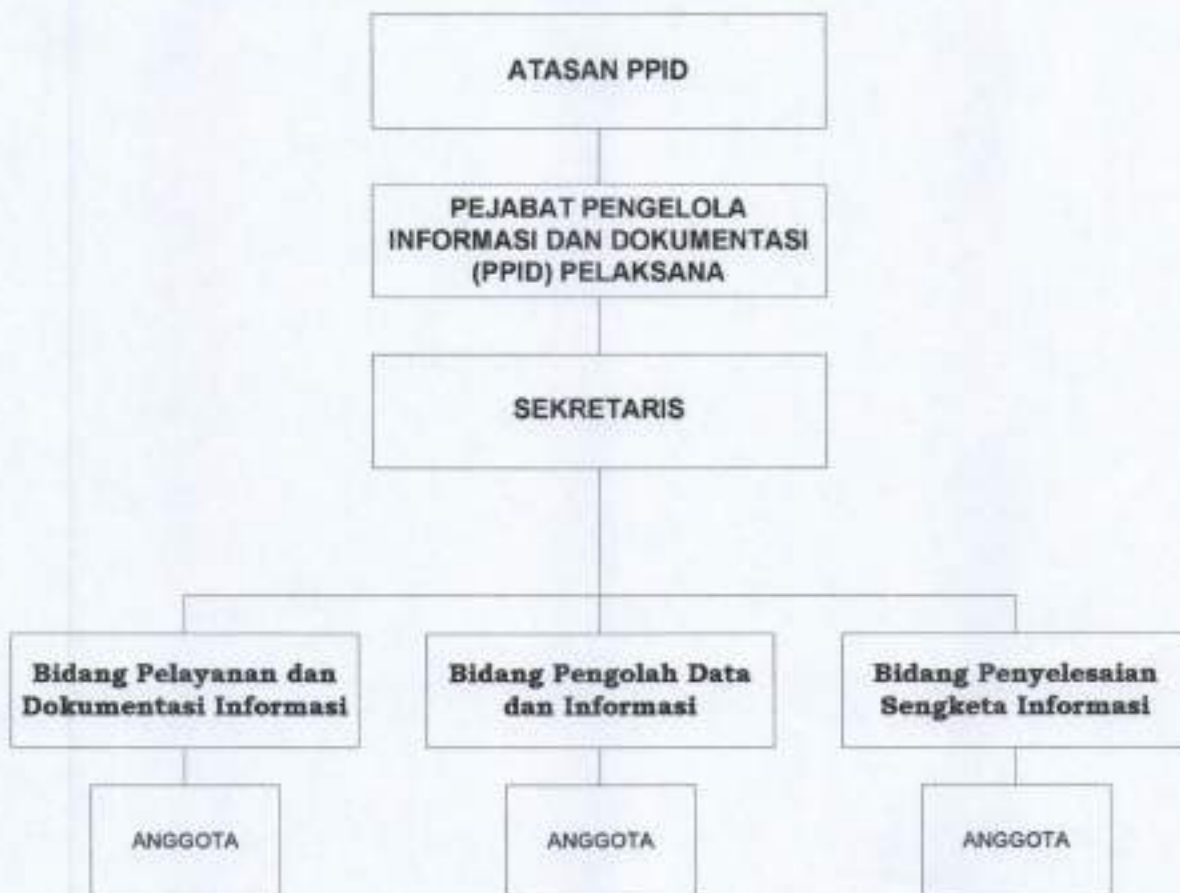 ATASAN PPID
PEJABAT PENGELOLA
INFORMASI DAN DOKUMENTASI
(PPID) PELAKSANA
SEKRETARIS
Bidang Pelayanan dan
Dokumentasi Informasi
Bidang Pengolah Data
dan Informasi
Bidang Penyelesaian
Sengketa Informasi
ANGGOTA
ANGGOTA
ANGGOTA